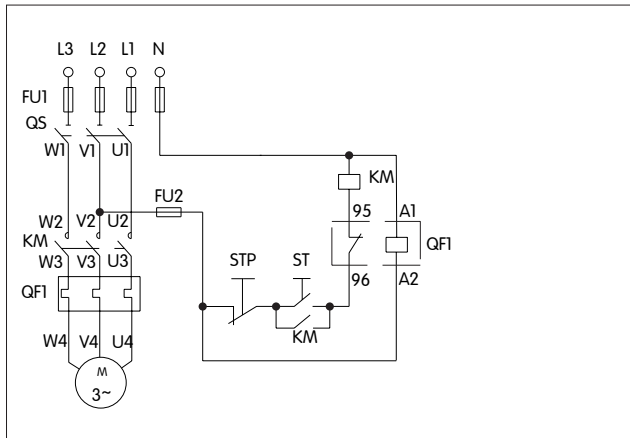 L3 L2 L1 N
FU1
QS
W1 V1 U1
KM
FU2
95 A1
W2 V2 U2
KM
QF1
W3 V3 U3
STP ST
96 A2
QF1
KM
W4 V4 U4
M
3~